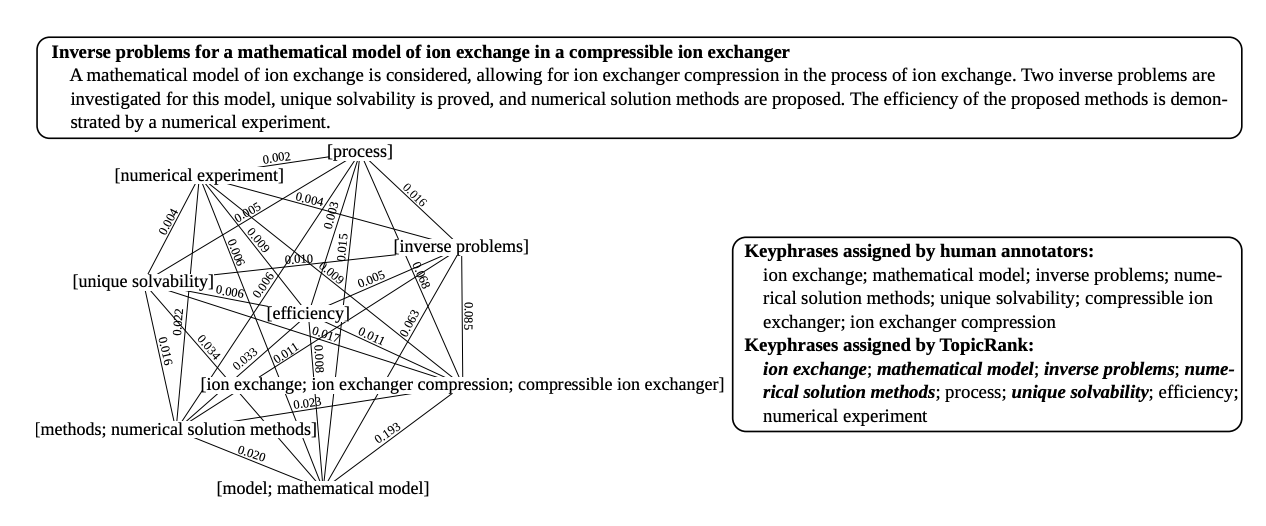 Inverse problems for a mathematical model of ion exchange in a compressible ion exchanger
A mathematical model of ion exchange is considered, allowing for ion exchanger compression in the process of ion exchange. Two inverse problems are
investigated for this model, unique solvability is proved, and numerical solution methods are proposed. The efficiency of the proposed methods is demon-
strated by a numerical experiment.
[process]
0.002
[numerical experiment]
0.016
0.004
0.003
0.005
0.004
0.009
0.015
[inverse problems]
0.006
0.010
0.009
0.068
0.005
[unique solvability]
0.006
0.006
[efficiency]
0.085
0.022
0.063
0.017
0.011
0.016
0.034
0.033
0.011
0.008
[ion exchange; ion exchanger compression; compressible ion exchanger]
0.023
[methods; numerical solution methods]
0.193
0.020
[model; mathematical model]
Keyphrases assigned by human annotators:
ion exchange; mathematical model; inverse problems; nume-
rical solution methods; unique solvability; compressible ion
exchanger; ion exchanger compression
Keyphrases assigned by TopicRank:
ion exchange; mathematical model; inverse problems; nume-
rical solution methods; process; unique solvability; efficiency;
numerical experiment